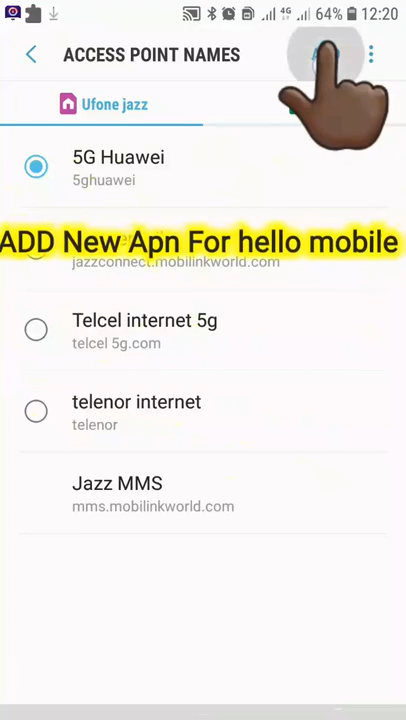 4G 64% 12:20
ACCESS POINT NAMES
Ufone jazz
5G Huawei
5ghuawei
ADD New Apn For hello mobile
jazzconnect.mobilinkworld.com
Telcel internet 5g
telcel 5g.com
telenor internet
telenor
Jazz MMS
mms.mobilinkworld.com